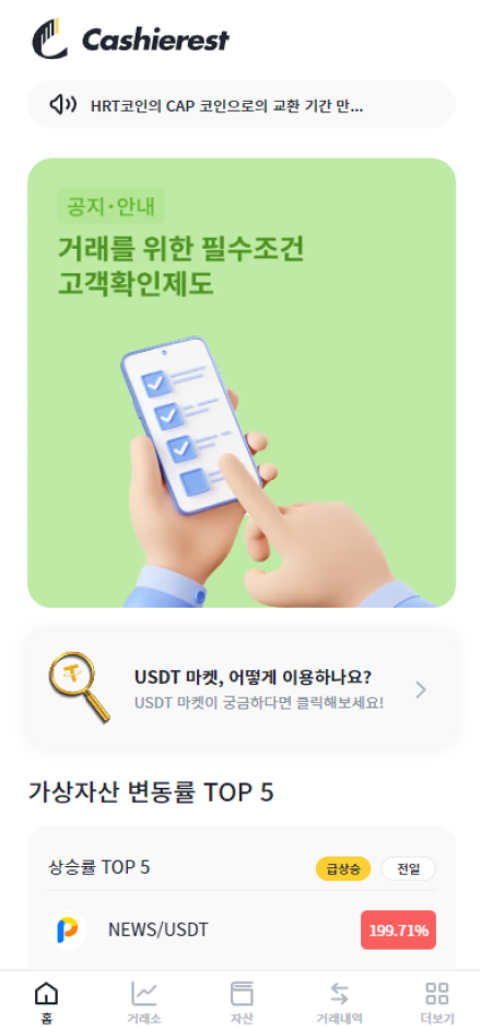 Cashierest
HRT코인의 CAP 코인으로의 교환 기간 만...
공지·안내
거래를 위한 필수조건
고객확인제도
USDT 마켓, 어떻게 이용하나요?
USDT 마켓이 궁금하다면 클릭해보세요!
가상자산 변동률 TOP 5
상승률 TOP 5
급상승
전일
NEWS/USDT
199.71%
홈
거래소
자산
거래내역
더보기